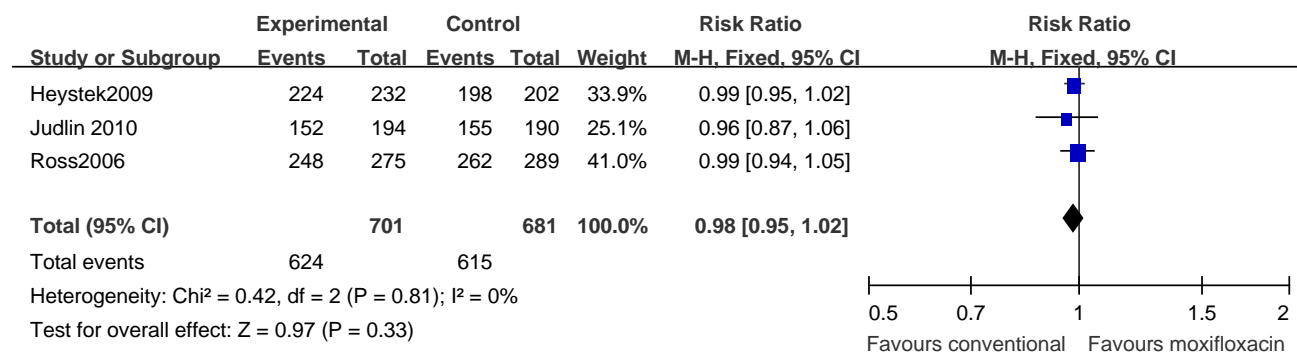 Experimental Control Risk Ratio Risk Ratio
Study or Subgroup Events Total Events Total Weight M-H, Fixed, 95% CI M-H, Fixed, 95% CI
Heystek2009 224 232 198 202 33.9% 0.99 [0.95, 1.02]
Judlin 2010 152 194 155 190 25.1% 0.96 [0.87, 1.06]
Ross2006 248 275 262 289 41.0% 0.99 [0.94, 1.05]
Total (95% CI) 701 681 100.0% 0.98 [0.95, 1.02]
Total events 624 615
Heterogeneity: Chi² = 0.42, df = 2 (P = 0.81); I² = 0%
Test for overall effect: Z = 0.97 (P = 0.33)
0.5 0.7 1 1.5 2
Favours conventional Favours moxifloxacin